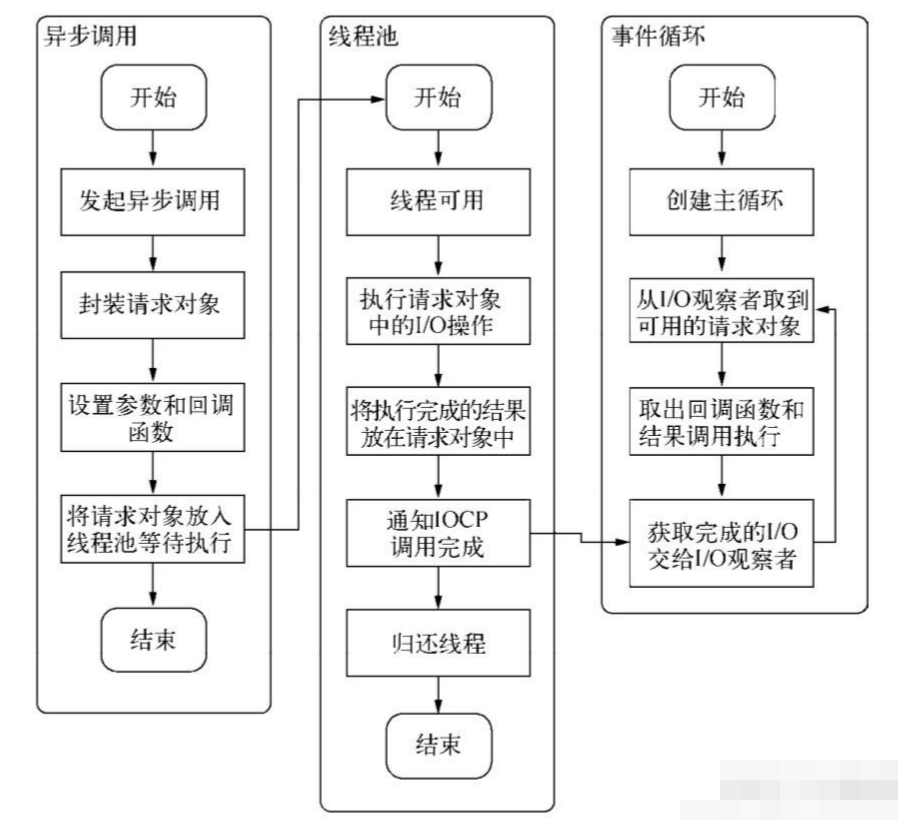 异步调用
开始
发起异步调用
封装请求对象
设置参数和回调
函数
将请求对象放入
线程池等待执行
结束
线程池
开始
线程可用
执行请求对象
中的I/O操作
将执行完成的结果
放在请求对象中
通知IOCP
调用完成
归还线程
结束
事件循环
开始
创建主循环
从I/O观察者取到
可用的请求对象
取出回调函数和
结果调用执行
获取完成的I/O
交给I/O观察者